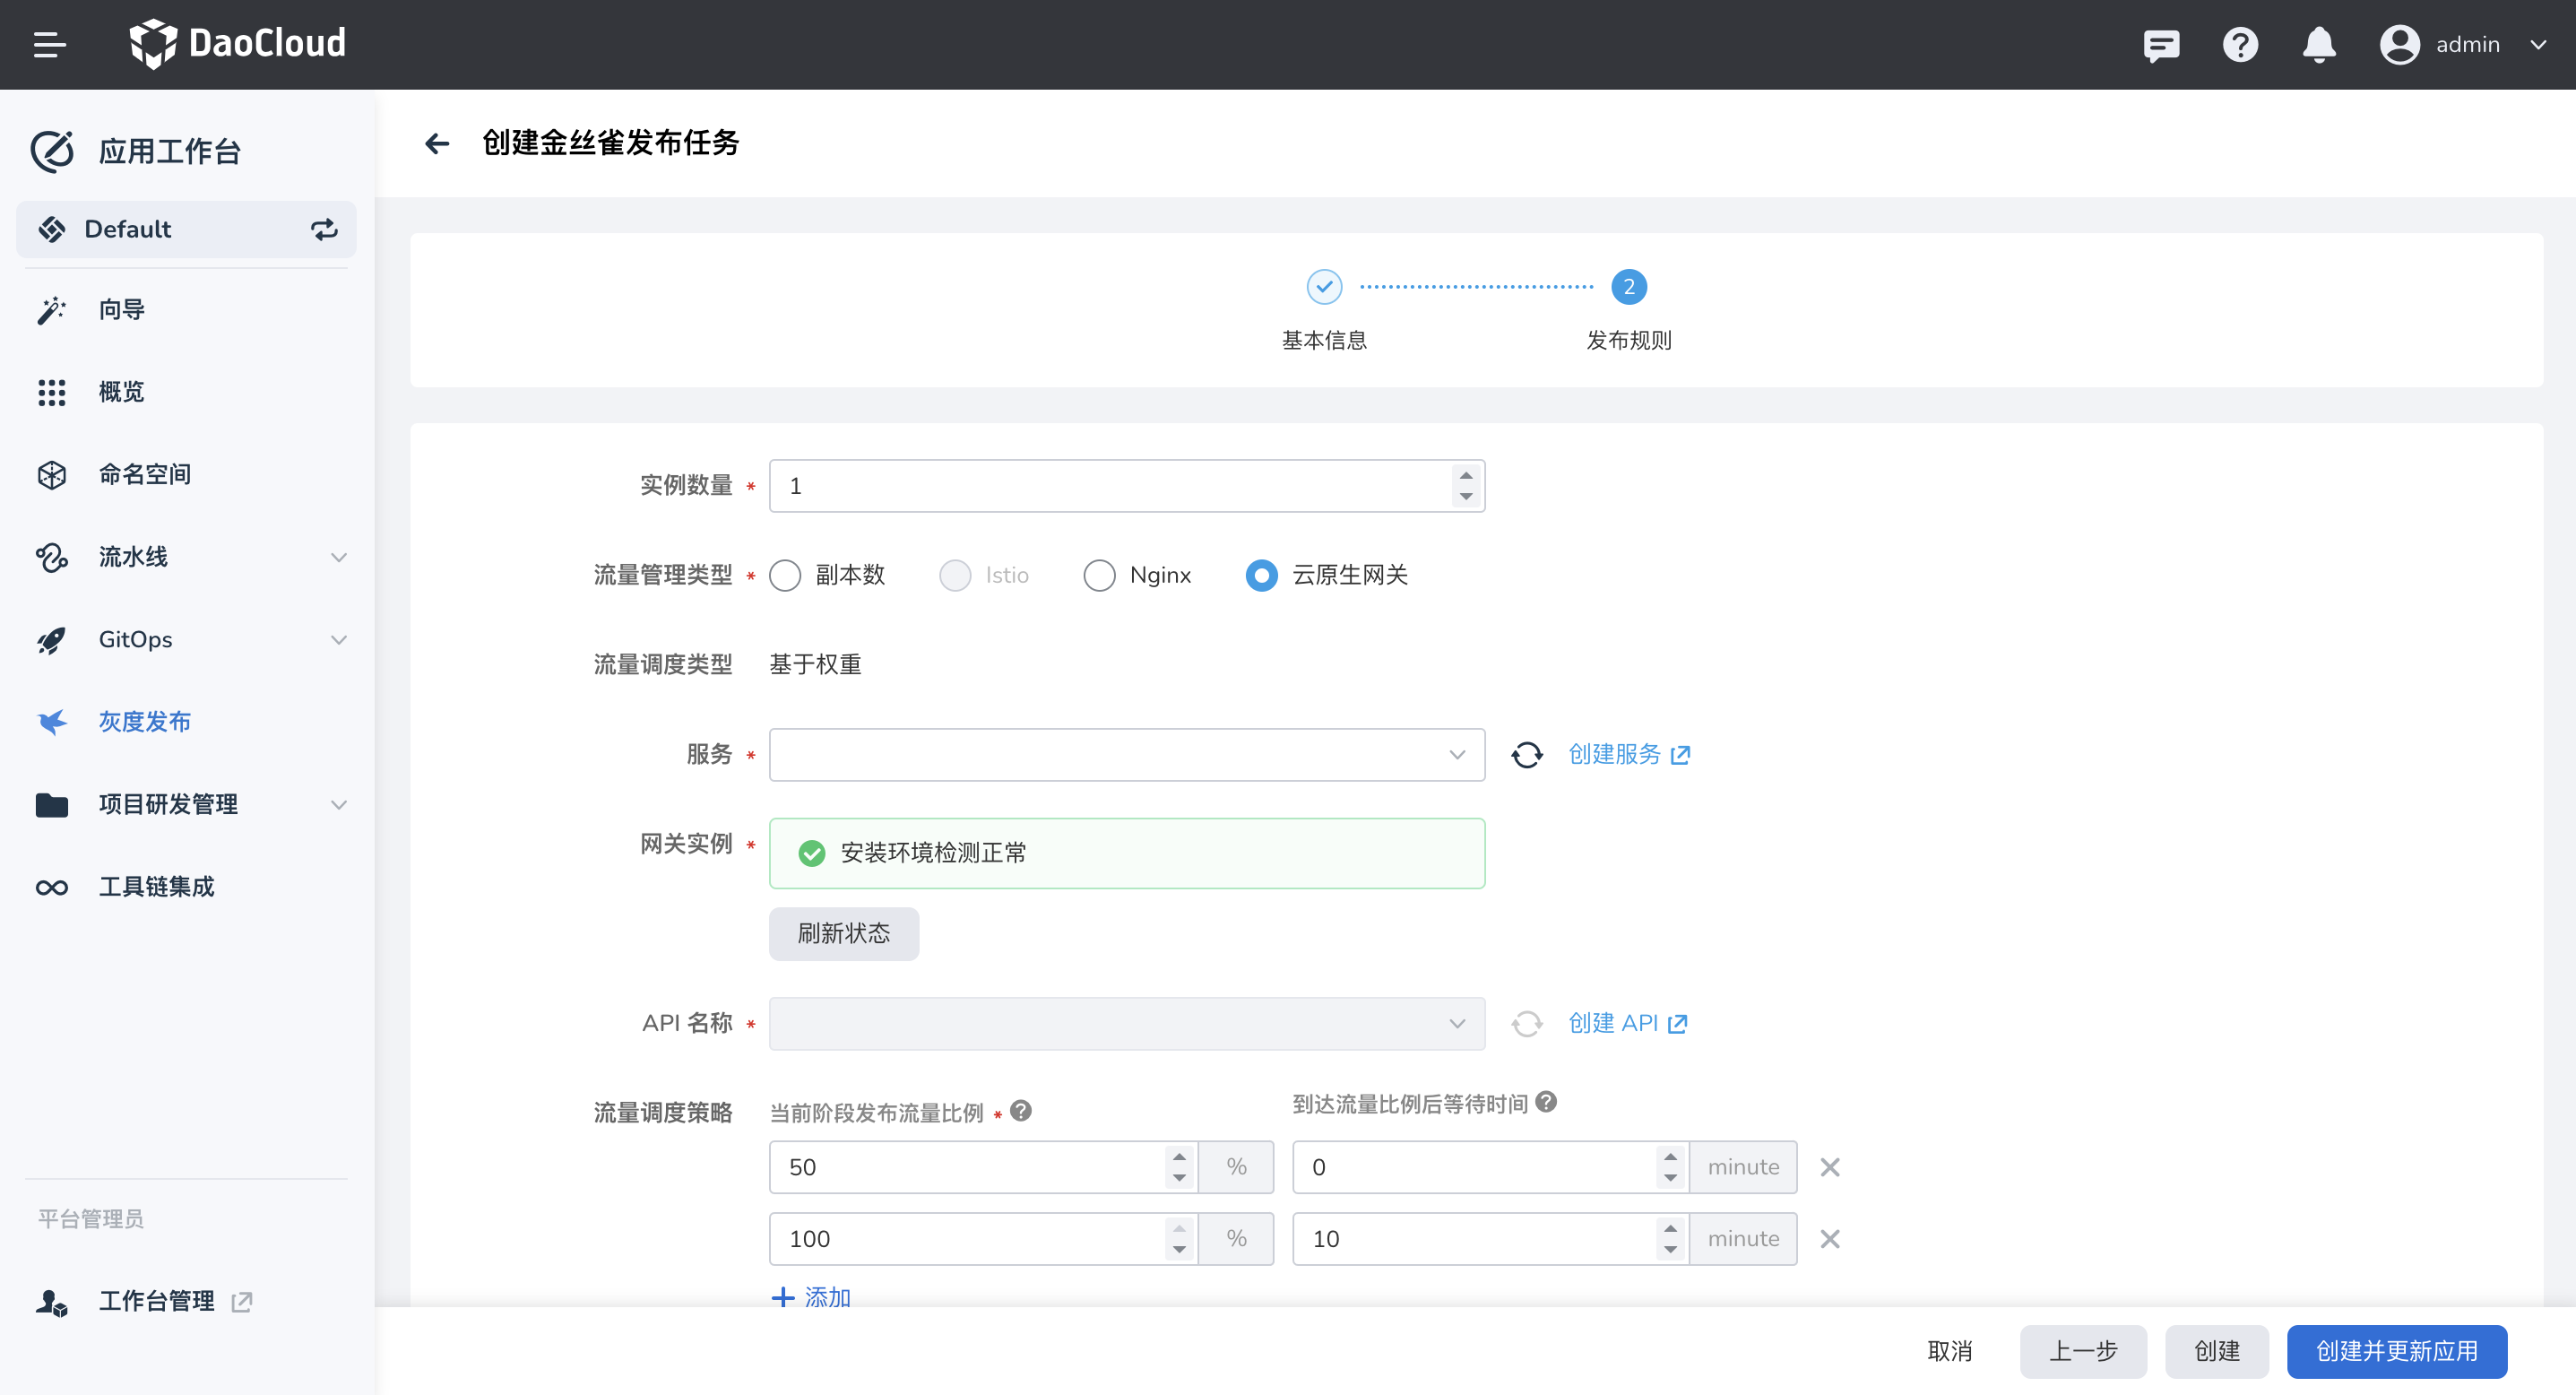 DaoCloud
admin
应用工作台
Default
向导
概览
命名空间
流水线
GitOps
灰度发布
项目研发管理
工具链集成
平台管理员
工作台管理
创建金丝雀发布任务
2
基本信息
发布规则
实例数量 *
1
流量管理类型 *
副本数
Istio
Nginx
云原生网关
流量调度类型
基于权重
服务 *
创建服务
网关实例 *
安装环境检测正常
刷新状态
API 名称 *
创建 API
流量调度策略
当前阶段发布流量比例 *
到达流量比例后等待时间
50 %
0 minute
100 %
10 minute
添加
取消
上一步
创建
创建并更新应用